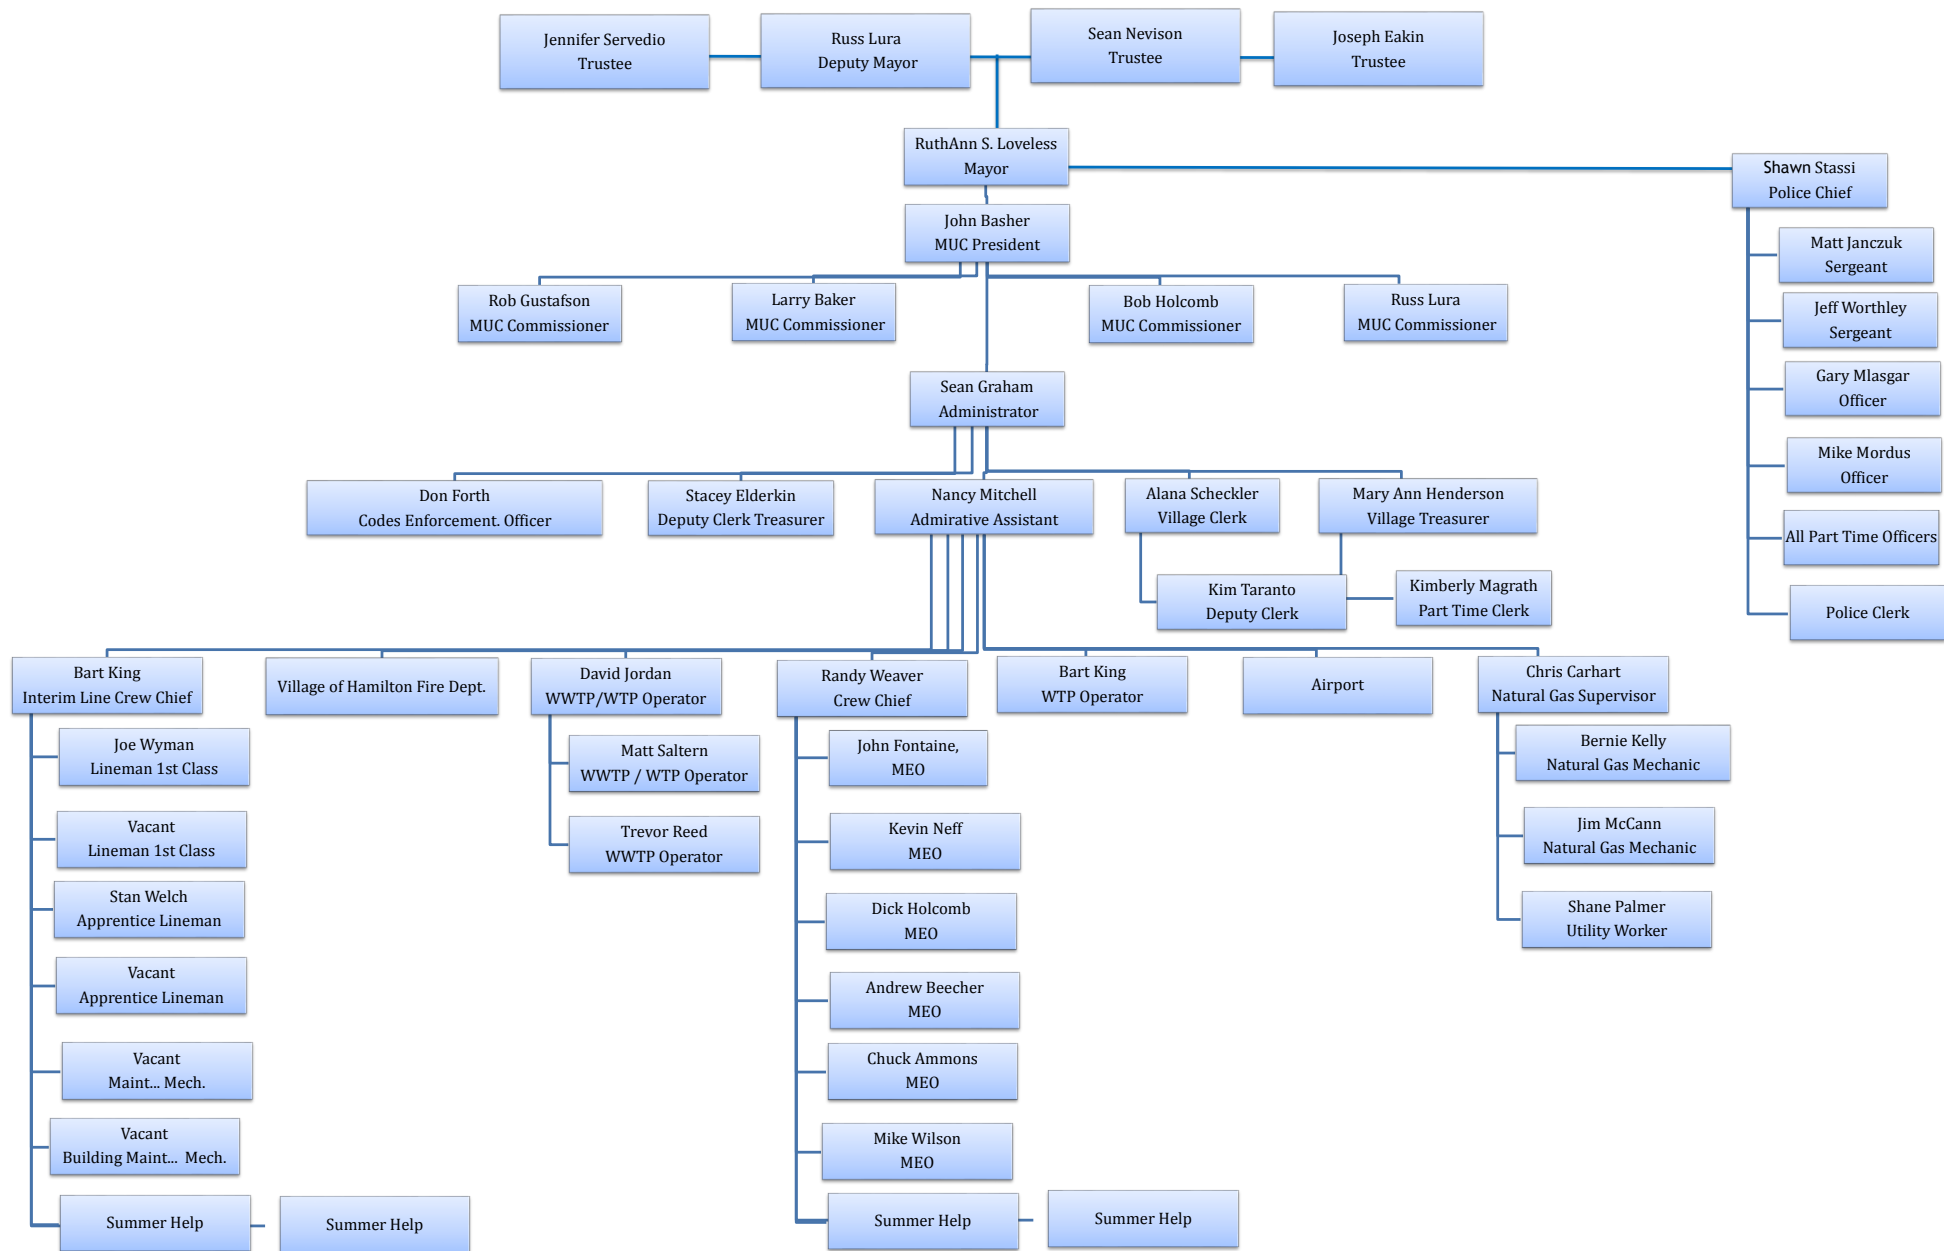 Jennifer Servedio
Trustee
Russ Lura
Deputy Mayor
Sean Nevison
Trustee
Joseph Eakin
Trustee
RuthAnn S. Loveless
Mayor
Shawn Stassi
Police Chief
John Basher
MUC President
Matt Janczuk
Sergeant
Rob Gustafson
MUC Commissioner
Larry Baker
MUC Commissioner
Bob Holcomb
MUC Commissioner
Russ Lura
MUC Commissioner
Jeff Worthley
Sergeant
Sean Graham
Administrator
Gary Mlasgar
Officer
Mike Mordus
Officer
Don Forth
Codes Enforcement. Officer
Stacey Elderkin
Deputy Clerk Treasurer
Nancy Mitchell
Admirative Assistant
Alana Scheckler
Village Clerk
Mary Ann Henderson
Village Treasurer
All Part Time Officers
Kim Taranto
Deputy Clerk
Kimberly Magrath
Part Time Clerk
Police Clerk
Bart King
Interim Line Crew Chief
Village of Hamilton Fire Dept.
David Jordan
WWTP/WTP Operator
Randy Weaver
Crew Chief
Bart King
WTP Operator
Airport
Chris Carhart
Natural Gas Supervisor
Joe Wyman
Lineman 1st Class
Vacant
Lineman 1st Class
Stan Welch
Apprentice Lineman
Vacant
Apprentice Lineman
Vacant
Maint... Mech.
Vacant
Building Maint... Mech.
Summer Help
Summer Help
Matt Saltern
WWTP / WTP Operator
Trevor Reed
WWTP Operator
John Fontaine,
MEO
Kevin Neff
MEO
Dick Holcomb
MEO
Andrew Beecher
MEO
Chuck Ammons
MEO
Mike Wilson
MEO
Summer Help
Summer Help
Bernie Kelly
Natural Gas Mechanic
Jim McCann
Natural Gas Mechanic
Shane Palmer
Utility Worker